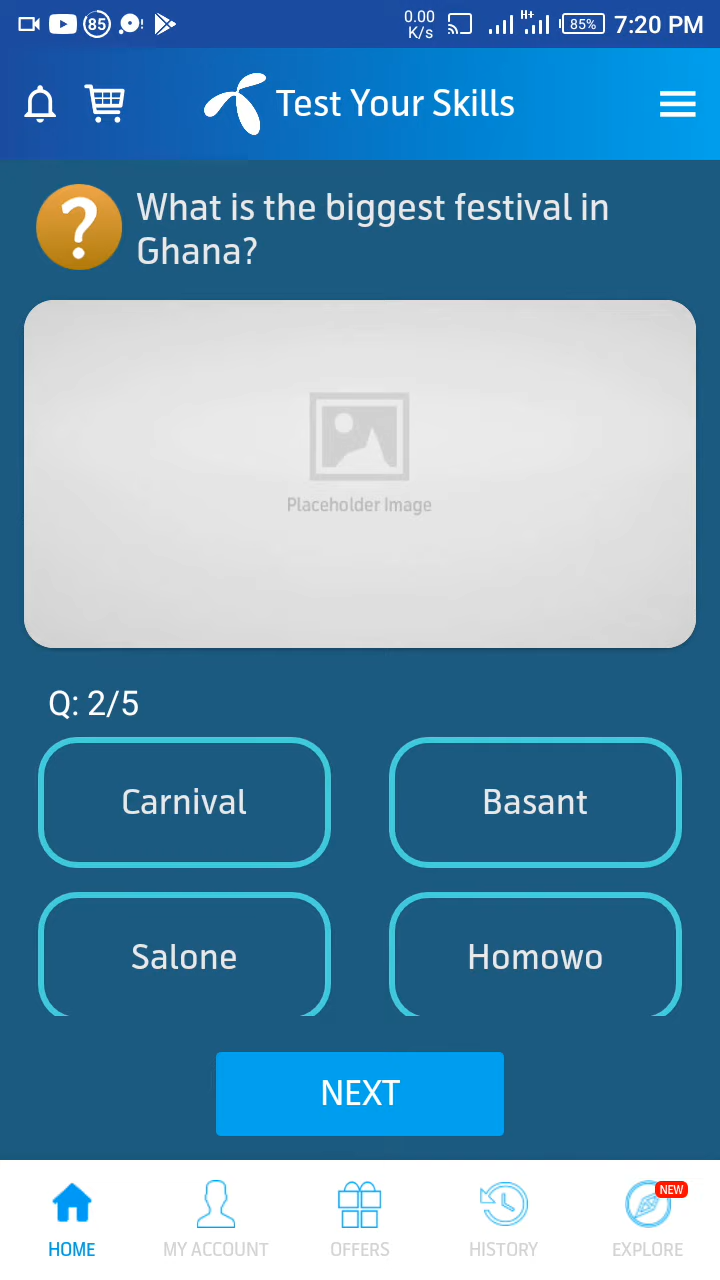 85
0.00
K/s
H+
85%
7:20 PM
Test Your Skills
?
What is the biggest festival in
Ghana?
Placeholder Image
Q: 2/5
Carnival
Basant
Salone
Homowo
NEXT
NEW
HOME
MY ACCOUNT
OFFERS
HISTORY
EXPLORE